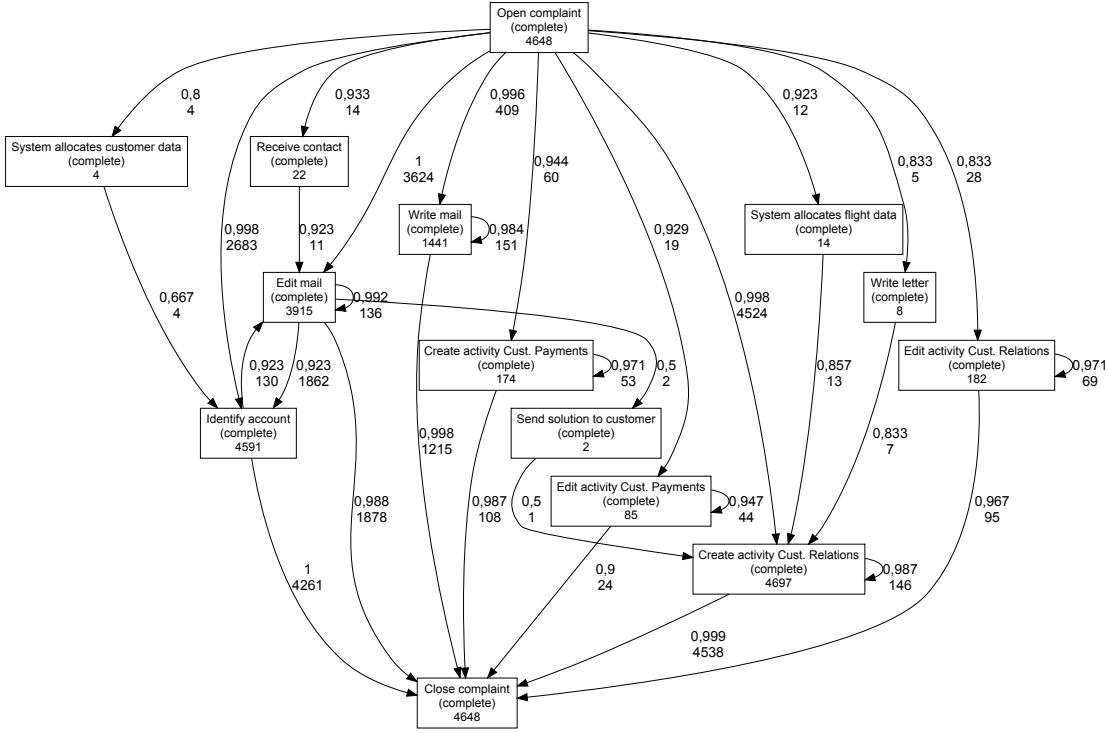 Open complaint
(complete)
4648
0,8
4
0,933
14
0,996
409
0,923
12
System allocates customer data
(complete)
4
Receive contact
(complete)
22
1
3624
0,944
60
0,833
5
0,833
28
Write mail
(complete)
1441
0,984
151
System allocates flight data
(complete)
14
0,998
2683
0,923
11
0,929
19
Edit mail
(complete)
3915
0,992
136
Write letter
(complete)
8
0,667
4
0,998
4524
0,923
130
0,923
1862
Create activity Cust. Payments
(complete)
174
0,971
53
0,5
2
0,857
13
Edit activity Cust. Relations
(complete)
182
0,971
69
Identify account
(complete)
4591
Send solution to customer
(complete)
2
0,998
1215
0,833
7
Edit activity Cust. Payments
(complete)
85
0,947
44
0,988
1878
0,987
108
0,5
1
0,967
95
Create activity Cust. Relations
(complete)
4697
0,987
146
1
4261
0,9
24
0,999
4538
Close complaint
(complete)
4648